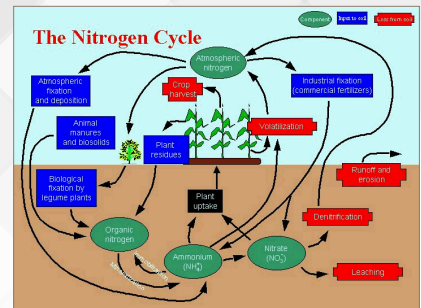 Component
Input to soil
Loss from soil
The Nitrogen Cycle
Atmospheric
nitrogen
Atmospheric
fixation
and deposition
Crop
harvest
Industrial fixation
(commercial fertilizers)
Animal
manures
and biosolids
Plant
residues
Volatilization
Runoff and
erosion
Biological
fixation by
legume plants
Plant
uptake
Denitrification
Organic
nitrogen
Ammonium
(NH₄⁺)
Nitrate
(NO₃⁻)
Leaching
Immobilization
Mineralization